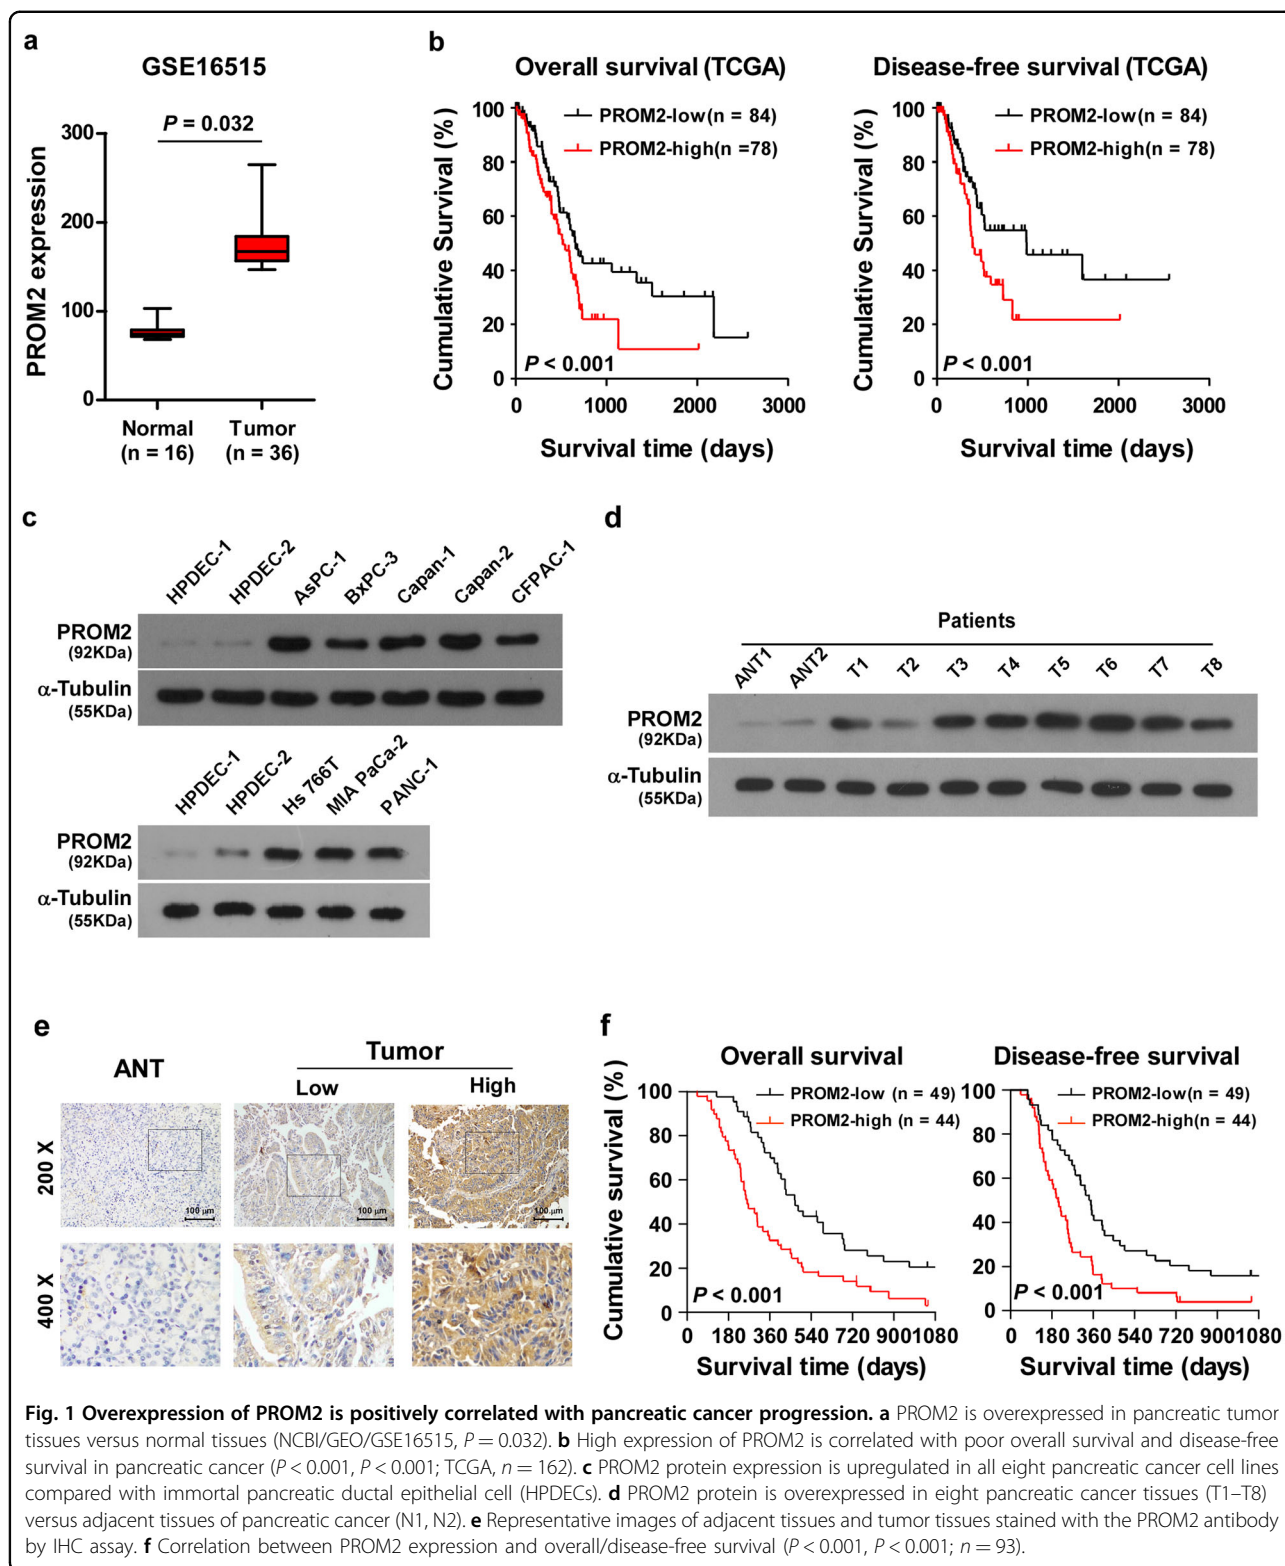 a
GSE16515
P = 0.032
PROM2 expression
300
200
100
0
Normal
(n = 16)
Tumor
(n = 36)
b
Overall survival (TCGA)
PROM2-low(n = 84)
PROM2-high(n =78)
Cumulative Survival (%)
100
80
60
40
20
0
P < 0.001
0 1000 2000 3000
Survival time (days)
Disease-free survival (TCGA)
PROM2-low(n = 84)
PROM2-high(n = 78)
Cumulative Survival (%)
100
80
60
40
20
0
P < 0.001
0 1000 2000 3000
Survival time (days)
c
HPDEC-1 HPDEC-2 AsPC-1 BxPC-3 Capan-1 Capan-2 CFPAC-1
PROM2
(92KDa)
α-Tubulin
(55KDa)
HPDEC-1 HPDEC-2 Hs 766T MIA PaCa-2 PANC-1
PROM2
(92KDa)
α-Tubulin
(55KDa)
d
Patients
ANT1 ANT2 T1 T2 T3 T4 T5 T6 T7 T8
PROM2
(92KDa)
α-Tubulin
(55KDa)
e
ANT
Tumor
Low High
200 X
100 µm
100 µm
100 µm
400 X
f
Overall survival
PROM2-low (n = 49)
PROM2-high (n = 44)
Cumulative survival (%)
100
80
60
40
20
0
P < 0.001
0 180 360 540 720 9001080
Survival time (days)
Disease-free survival
PROM2-low(n = 49)
PROM2-high(n = 44)
100
80
60
40
20
0
P < 0.001
0 180 360 540 720 9001080
Survival time (days)
Fig. 1 Overexpression of PROM2 is positively correlated with pancreatic cancer progression. a PROM2 is overexpressed in pancreatic tumor
tissues versus normal tissues (NCBI/GEO/GSE16515, P = 0.032). b High expression of PROM2 is correlated with poor overall survival and disease-free
survival in pancreatic cancer (P < 0.001, P < 0.001; TCGA, n = 162). c PROM2 protein expression is upregulated in all eight pancreatic cancer cell lines
compared with immortal pancreatic ductal epithelial cell (HPDECs). d PROM2 protein is overexpressed in eight pancreatic cancer tissues (T1–T8)
versus adjacent tissues of pancreatic cancer (N1, N2). e Representative images of adjacent tissues and tumor tissues stained with the PROM2 antibody
by IHC assay. f Correlation between PROM2 expression and overall/disease-free survival (P < 0.001, P < 0.001; n = 93).